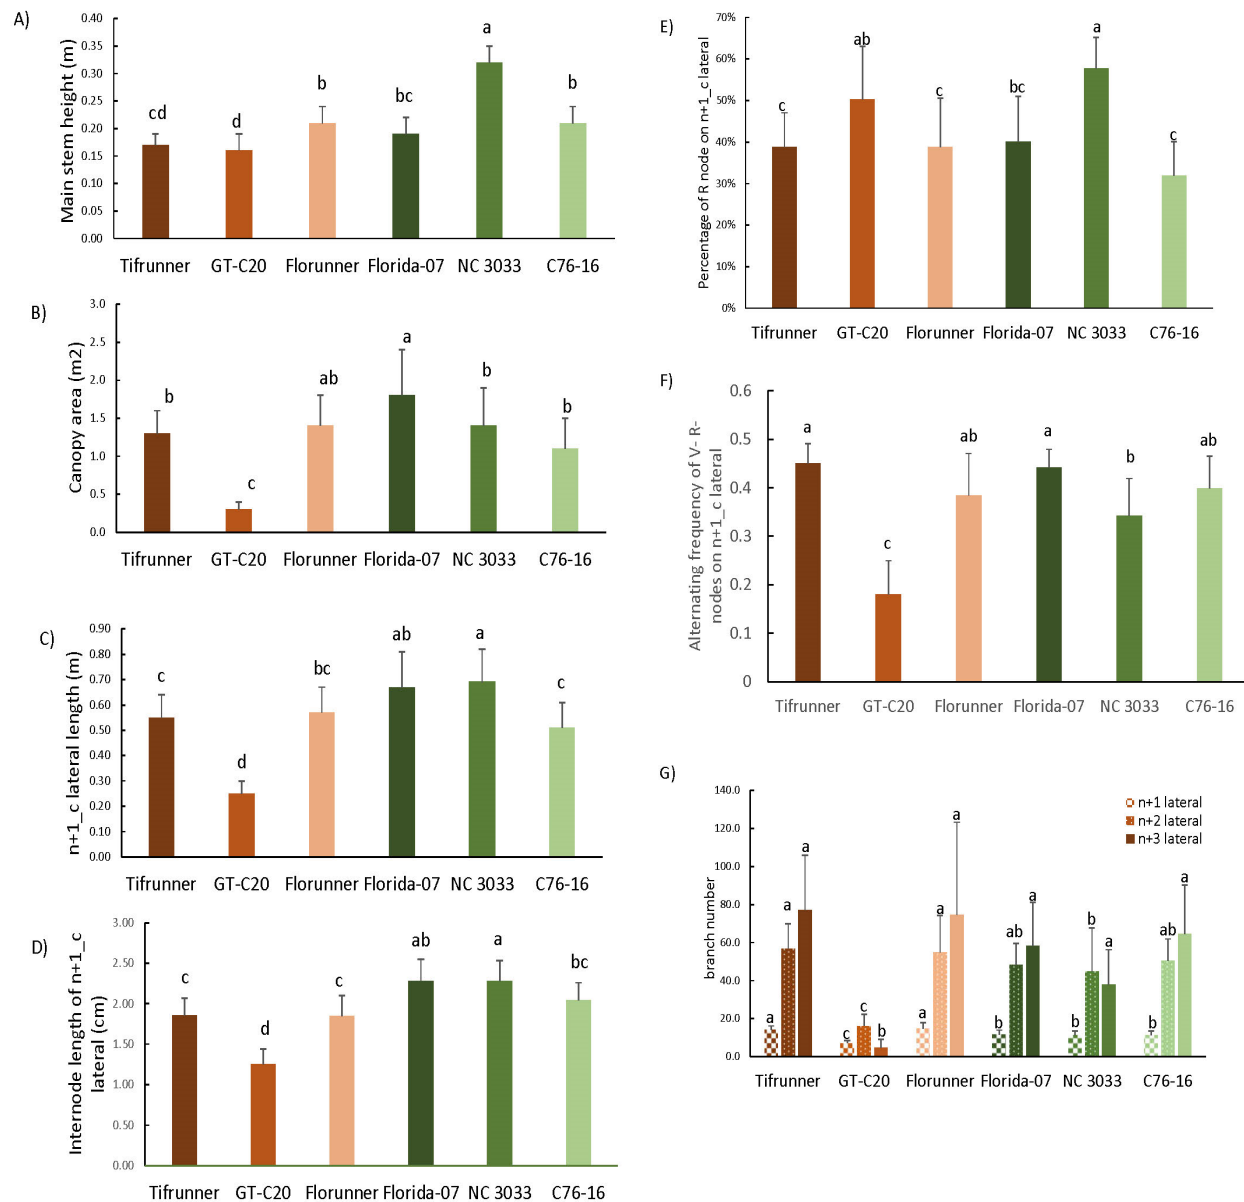 A)
Main stem height (m)
0.40
0.35
0.30
0.25
0.20
0.15
0.10
0.05
0.00
cd
d
b
bc
a
b
Tifrunner GT-C20 Florunner Florida-07 NC 3033 C76-16
B)
Canopy area (m2)
3.0
2.5
2.0
1.5
1.0
0.5
0.0
b
c
ab
a
b
b
Tifrunner GT-C20 Florunner Florida-07 NC 3033 C76-16
C)
n+1_c lateral length (m)
0.90
0.80
0.70
0.60
0.50
0.40
0.30
0.20
0.10
0.00
c
d
bc
ab
a
c
Tifrunner GT-C20 Florunner Florida-07 NC 3033 C76-16
D)
Internode length of n+1_c
lateral (cm)
3.00
2.50
2.00
1.50
1.00
0.50
0.00
c
d
c
ab
a
bc
Tifrunner GT-C20 Florunner Florida-07 NC 3033 C76-16
E)
Percentage of R node on n+1_c lateral
70%
60%
50%
40%
30%
20%
10%
0%
c
ab
c
bc
a
c
Tifrunner GT-C20 Florunner Florida-07 NC 3033 C76-16
F)
Alternating frequency of V- R-
nodes on n+1_c lateral
0.6
0.5
0.4
0.3
0.2
0.1
0
a
c
ab
a
b
ab
Tifrunner GT-C20 Florunner Florida-07 NC 3033 C76-16
G)
branch number
140.0
120.0
100.0
80.0
60.0
40.0
20.0
0.0
n+1 lateral
n+2 lateral
n+3 lateral
a a a
c c b
a a a
b ab a
b b a
b ab a
Tifrunner GT-C20 Florunner Florida-07 NC 3033 C76-16